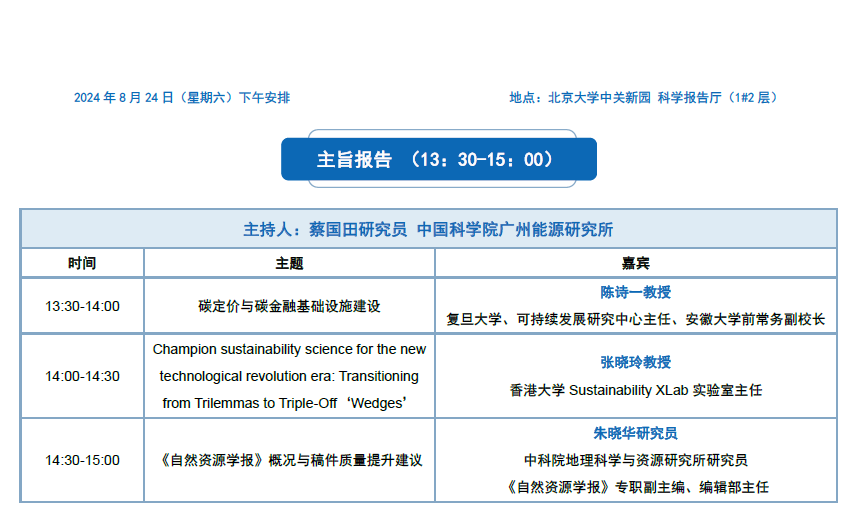 2024 年 8 月 24 日（星期六）下午安排
地点：北京大学中关新园 科学报告厅（1#2 层）
主旨报告 （13：30-15：00）
主持人：蔡国田研究员 中国科学院广州能源研究所
时间 主题 嘉宾
13:30-14:00 碳定价与碳金融基础设施建设
陈诗一教授
复旦大学、可持续发展研究中心主任、安徽大学前常务副校长
14:00-14:30
Champion sustainability science for the new
technological revolution era: Transitioning
from Trilemmas to Triple-Off‘Wedges’
张晓玲教授
香港大学 Sustainability XLab 实验室主任
14:30-15:00 《自然资源学报》概况与稿件质量提升建议
朱晓华研究员
中科院地理科学与资源研究所研究员
《自然资源学报》专职副主编、编辑部主任